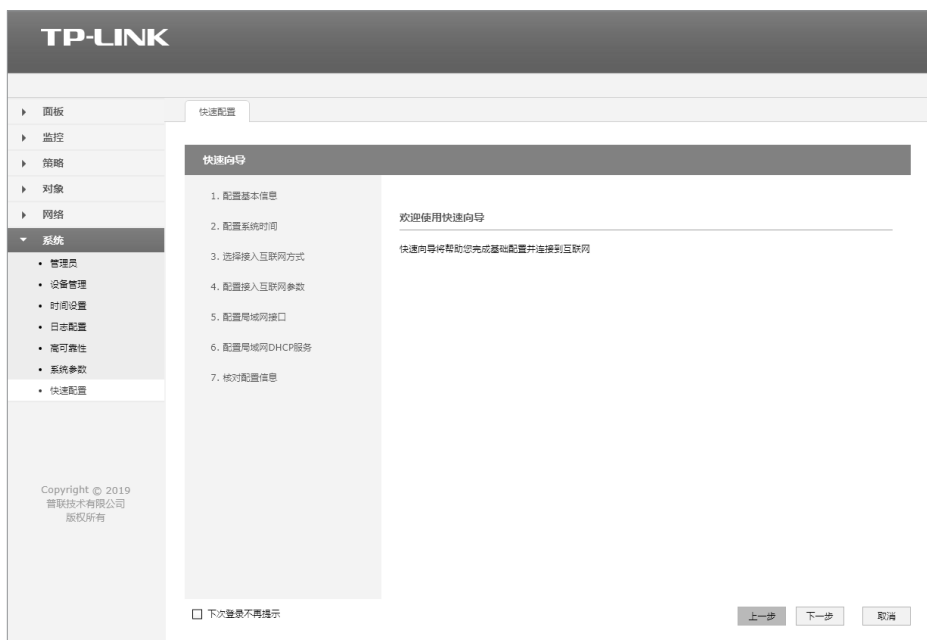 TP-LINK
面板
监控
策略
对象
网络
系统
管理员
设备管理
时间设置
日志配置
高可靠性
系统参数
快速配置
Copyright © 2019
普联技术有限公司
版权所有
快速配置
快速向导
1. 配置基本信息
2. 配置系统时间
3. 选择接入互联网方式
4. 配置接入互联网参数
5. 配置局域网接口
6. 配置局域网DHCP服务
7. 核对配置信息
欢迎使用快速向导
快速向导将帮助您完成基础配置并连接到互联网
下次登录不再提示
上一步
下一步
取消